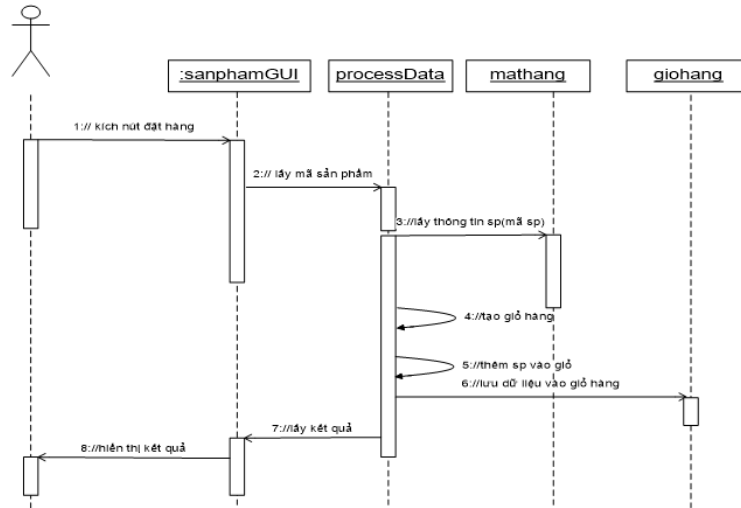 :sanphamGUI
processData
mathang
giohang
1:// kích nút đặt hàng
2:// lấy mã sản phẩm
3://lấy thông tin sp(mã sp)
4://tạo giỏ hàng
5://thêm sp vào giỏ
6://lưu dữ liệu vào giỏ hàng
7://lấy kết quả
8://hiển thị kết quả